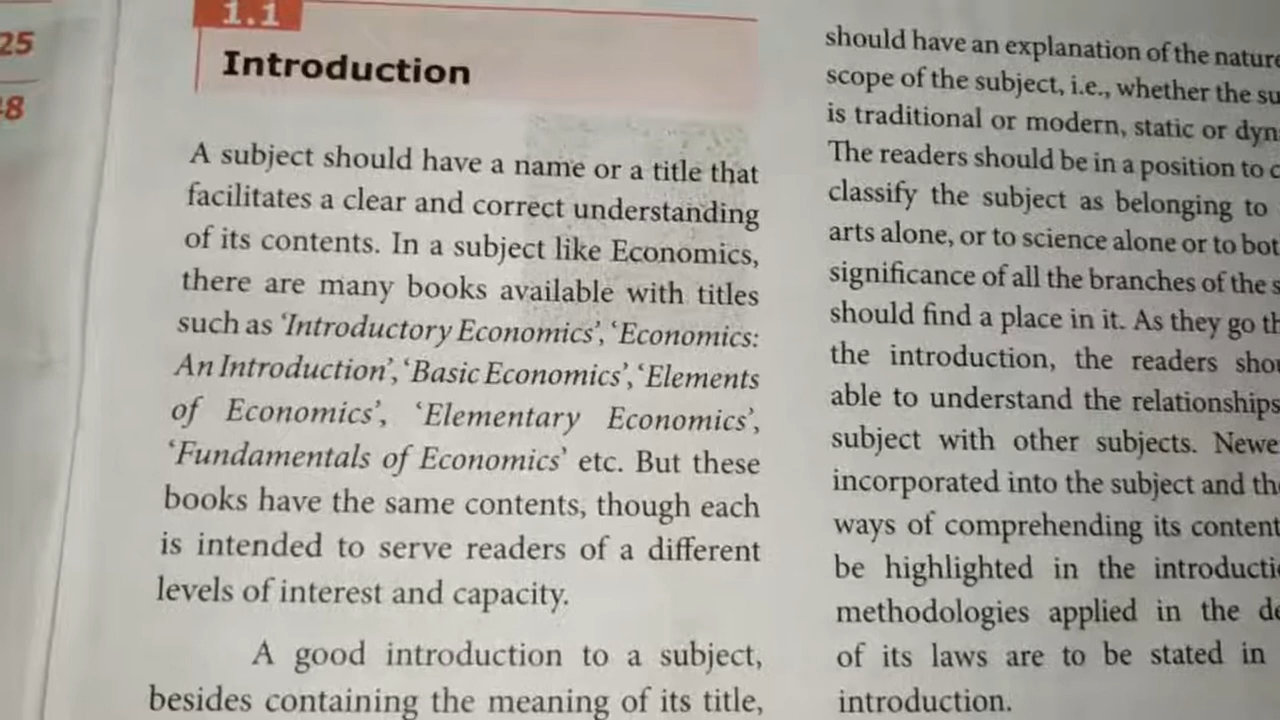 25
48
1.1
Introduction
A subject should have a name or a title that
facilitates a clear and correct understanding
of its contents. In a subject like Economics,
there are many books available with titles
such as ‘Introductory Economics’, ‘Economics:
An Introduction’, ‘Basic Economics’, ‘Elements
of Economics’, ‘Elementary Economics’,
‘Fundamentals of Economics’ etc. But these
books have the same contents, though each
is intended to serve readers of a different
levels of interest and capacity.
A good introduction to a subject,
besides containing the meaning of its title,
should have an explanation of the nature
scope of the subject, i.e., whether the
is traditional or modern, static or
The readers should be in a position to
classify the subject as belonging to
arts alone, or to science alone or to
significance of all the branches of the
should find a place in it. As they go
the introduction, the readers
able to understand the relationships
subject with other subjects.
incorporated into the subject and
ways of comprehending its
be highlighted in the
methodologies applied in the
of its laws are to be stated in
introduction.